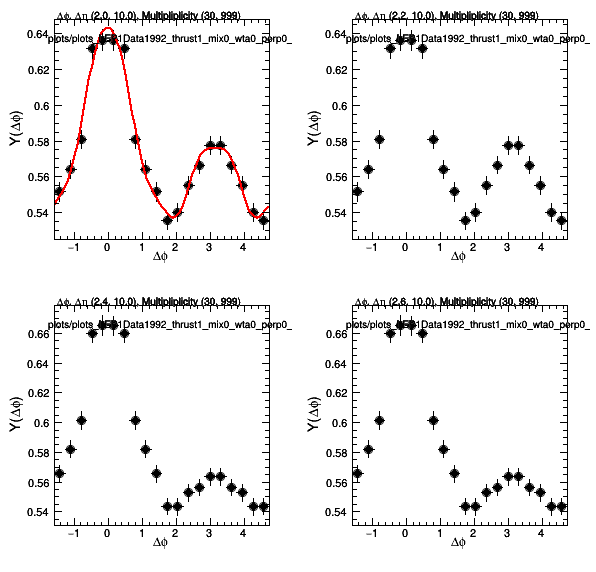 Δϕ, Δη (2.0, 10.0), Multipliplicity (30, 999)
Δϕ, Δη (2.2, 10.0), Multipliplicity (30, 999)
plots/plots_ Data1992_thrust1_mix0_wta0_perp0_
plots/plots_ Data1992_thrust1_mix0_wta0_perp0_
Y(Δϕ)
0.64
0.62
0.6
0.58
0.56
0.54
−1 0 1 2 3 4
Δϕ
Y(Δϕ)
0.64
0.62
0.6
0.58
0.56
0.54
−1 0 1 2 3 4
Δϕ
Δϕ, Δη (2.4, 10.0), Multipliplicity (30, 999)
Δϕ, Δη (2.6, 10.0), Multipliplicity (30, 999)
plots/plots_ Data1992_thrust1_mix0_wta0_perp0_
plots/plots_ Data1992_thrust1_mix0_wta0_perp0_
Y(Δϕ)
0.66
0.64
0.62
0.6
0.58
0.56
0.54
−1 0 1 2 3 4
Δϕ
Y(Δϕ)
0.66
0.64
0.62
0.6
0.58
0.56
0.54
−1 0 1 2 3 4
Δϕ